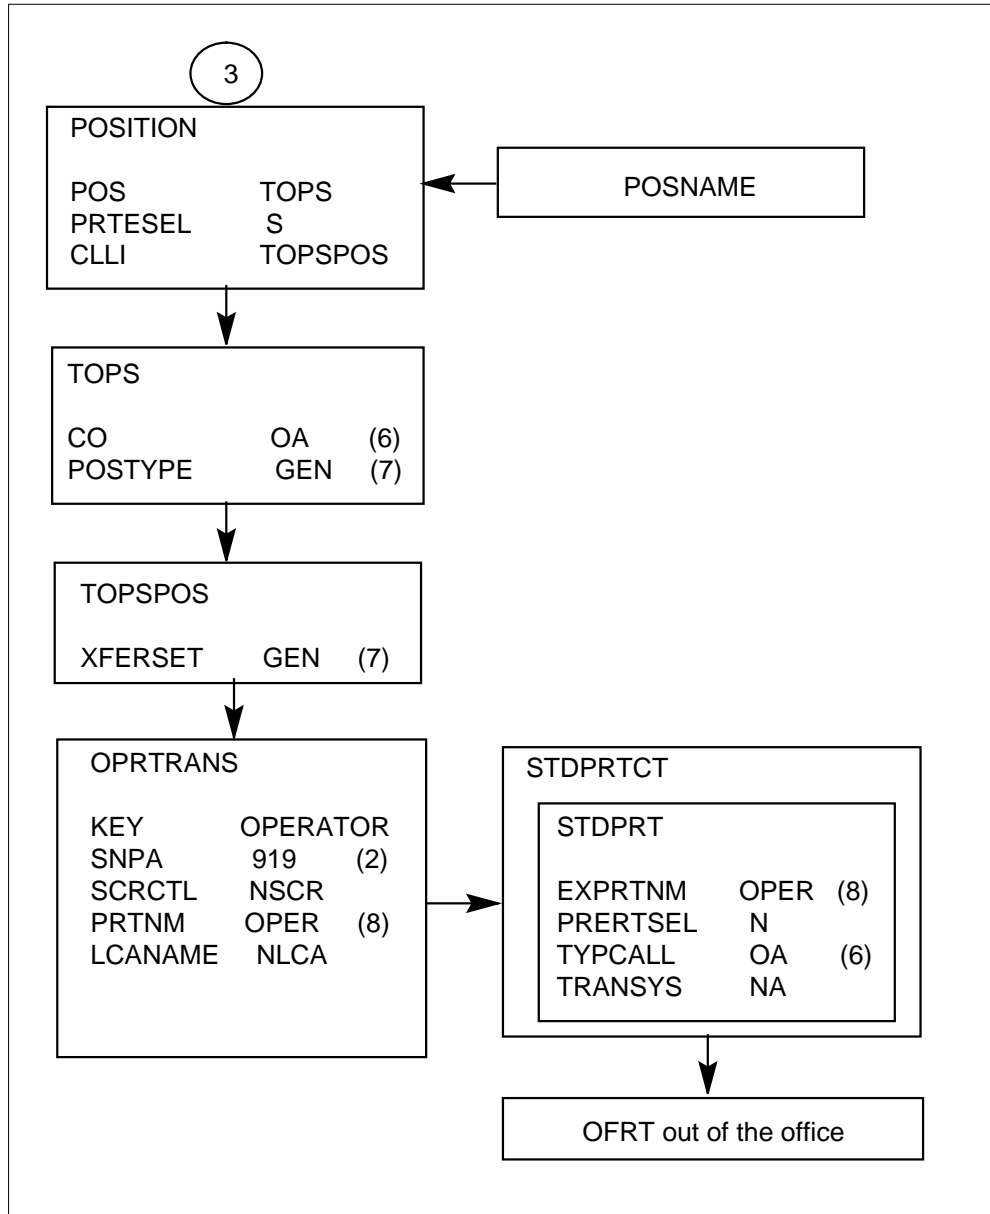 3
POSITION
POS TOPS
PRTESEL S
CLLI TOPSPOS
POSNAME
TOPS
CO OA (6)
POSTYPE GEN (7)
TOPSPOS
XFERSET GEN (7)
OPRTRANS
KEY OPERATOR
SNPA 919 (2)
SCRCTL NSCR
PRTNM OPER (8)
LCANAME NLCA
STDPRTCT
STDPRT
EXPRTNM OPER (8)
PRERTSEL N
TYPCALL OA (6)
TRANSYS NA
OFRT out of the office